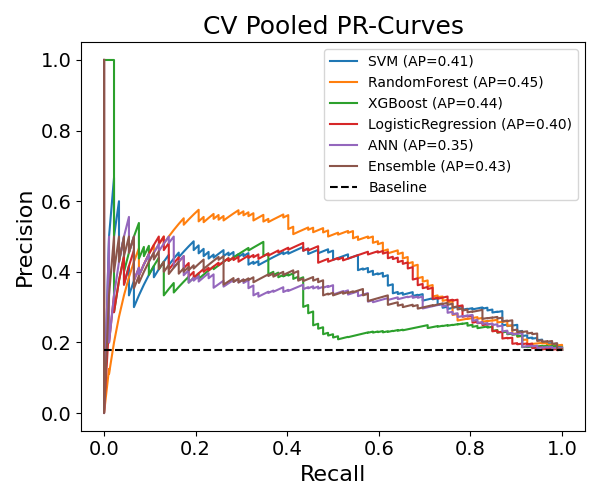 CV Pooled PR-Curves
SVM (AP=0.41)
RandomForest (AP=0.45)
XGBoost (AP=0.44)
LogisticRegression (AP=0.40)
ANN (AP=0.35)
Ensemble (AP=0.43)
Baseline
Precision
1.0
0.8
0.6
0.4
0.2
0.0
0.0 0.2 0.4 0.6 0.8 1.0
Recall